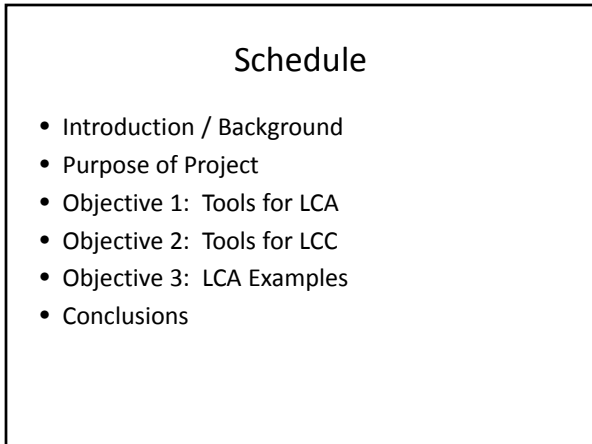 Schedule
• Introduction / Background
• Purpose of Project
• Objective 1:  Tools for LCA
• Objective 2:  Tools for LCC
• Objective 3:  LCA Examples
• Conclusions